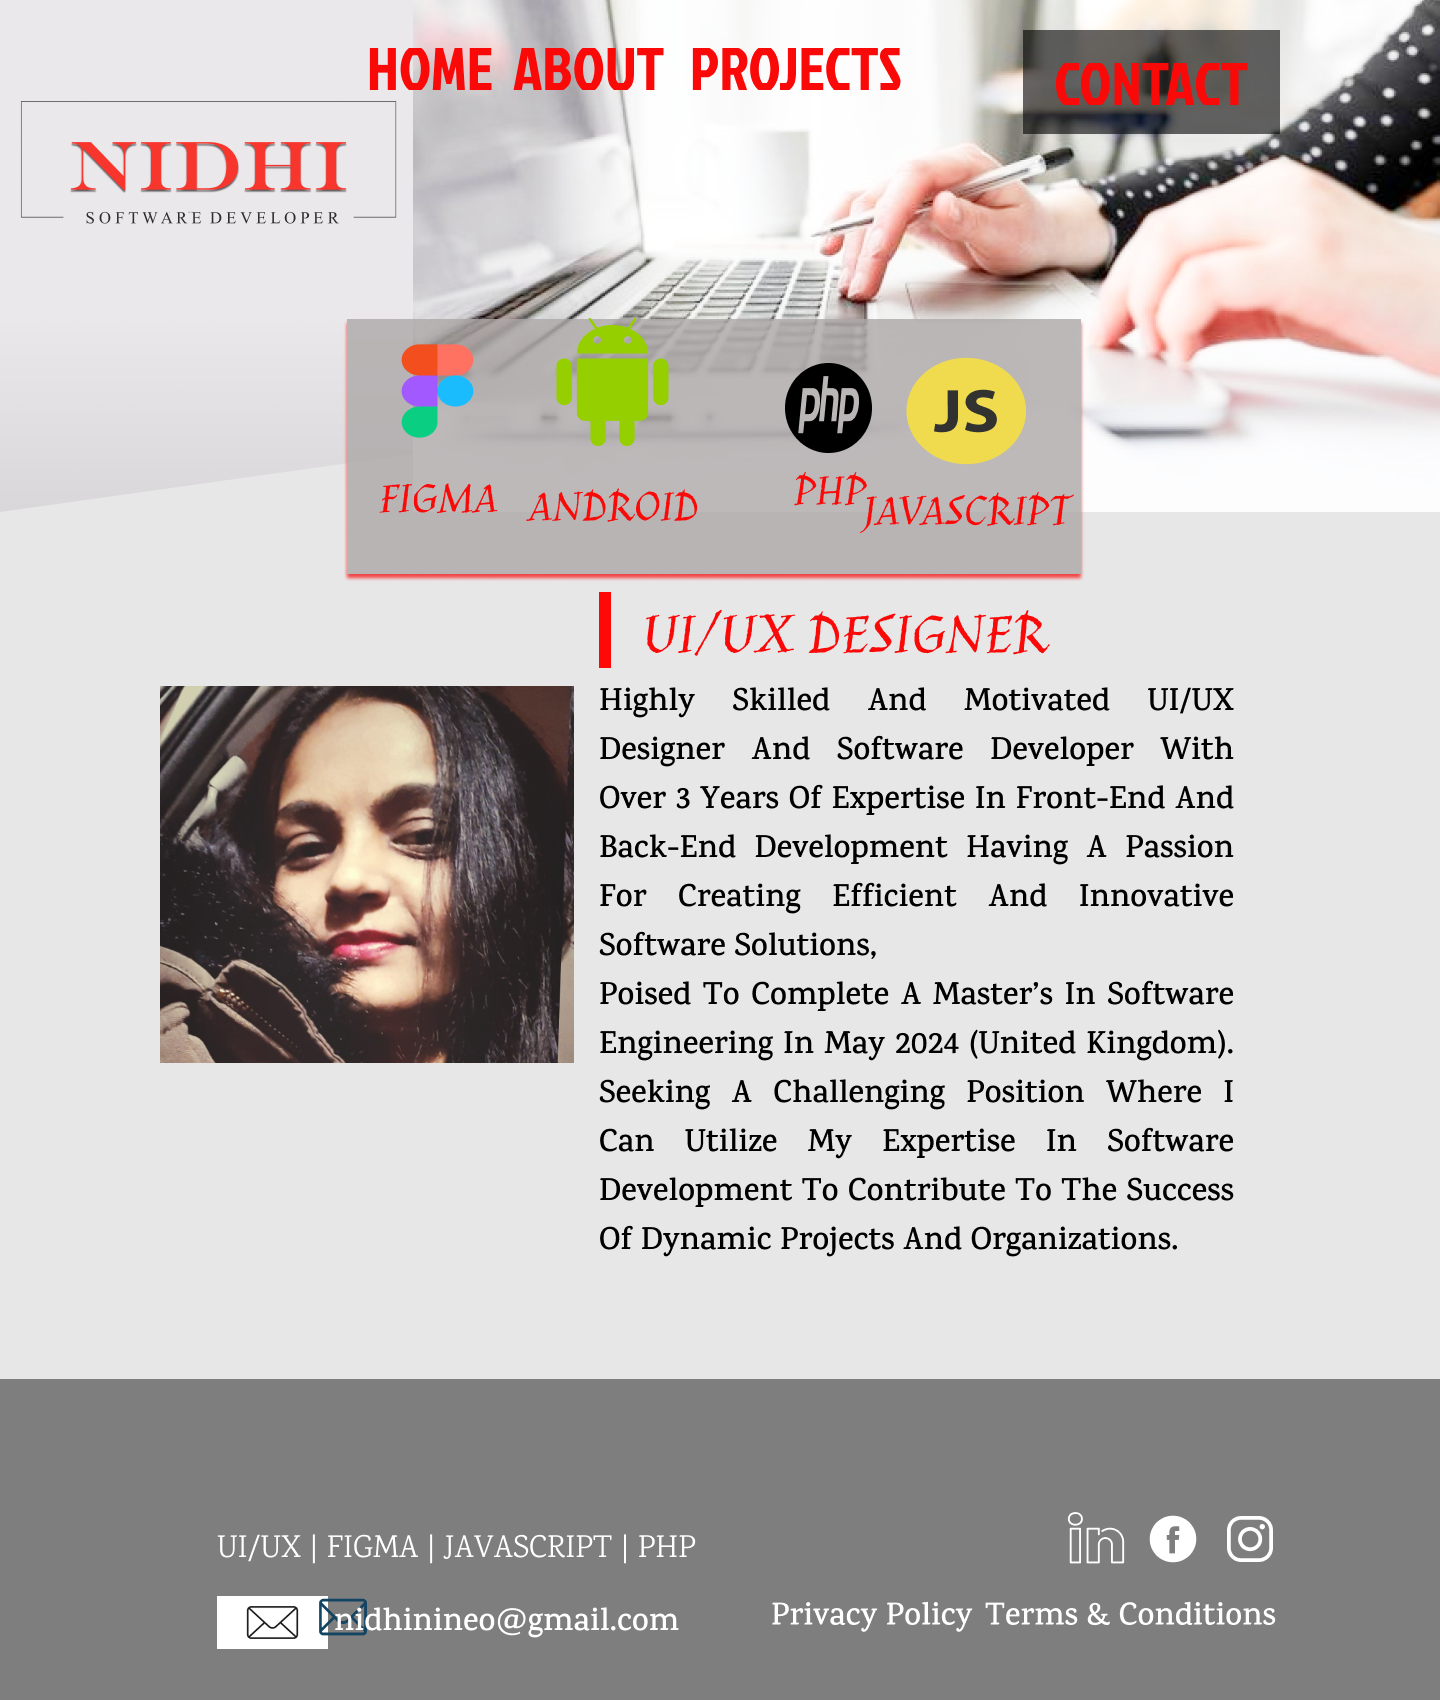 HOME ABOUT PROJECTS
CONTACT
NIDHI
SOFTWARE DEVELOPER
php
JS
FIGMA
ANDROID
PHP
JAVASCRIPT
UI/UX DESIGNER
Highly Skilled And Motivated UI/UX
Designer And Software Developer With
Over 3 Years Of Expertise In Front-End And
Back-End Development Having A Passion
For Creating Efficient And Innovative
Software Solutions,
Poised To Complete A Master’s In Software
Engineering In May 2024 (United Kingdom).
Seeking A Challenging Position Where I
Can Utilize My Expertise In Software
Development To Contribute To The Success
Of Dynamic Projects And Organizations.
UI/UX | FIGMA | JAVASCRIPT | PHP
in
f
nidhinineo@gmail.com
Privacy Policy Terms & Conditions